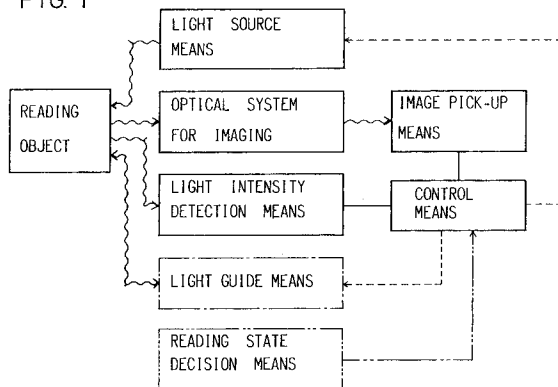 FIG. 1
LIGHT SOURCE
MEANS
READING
OBJECT
OPTICAL SYSTEM
FOR IMAGING
IMAGE PICK-UP
MEANS
LIGHT INTENSITY
DETECTION MEANS
CONTROL
MEANS
LIGHT GUIDE MEANS
READING STATE
DECISION MEANS